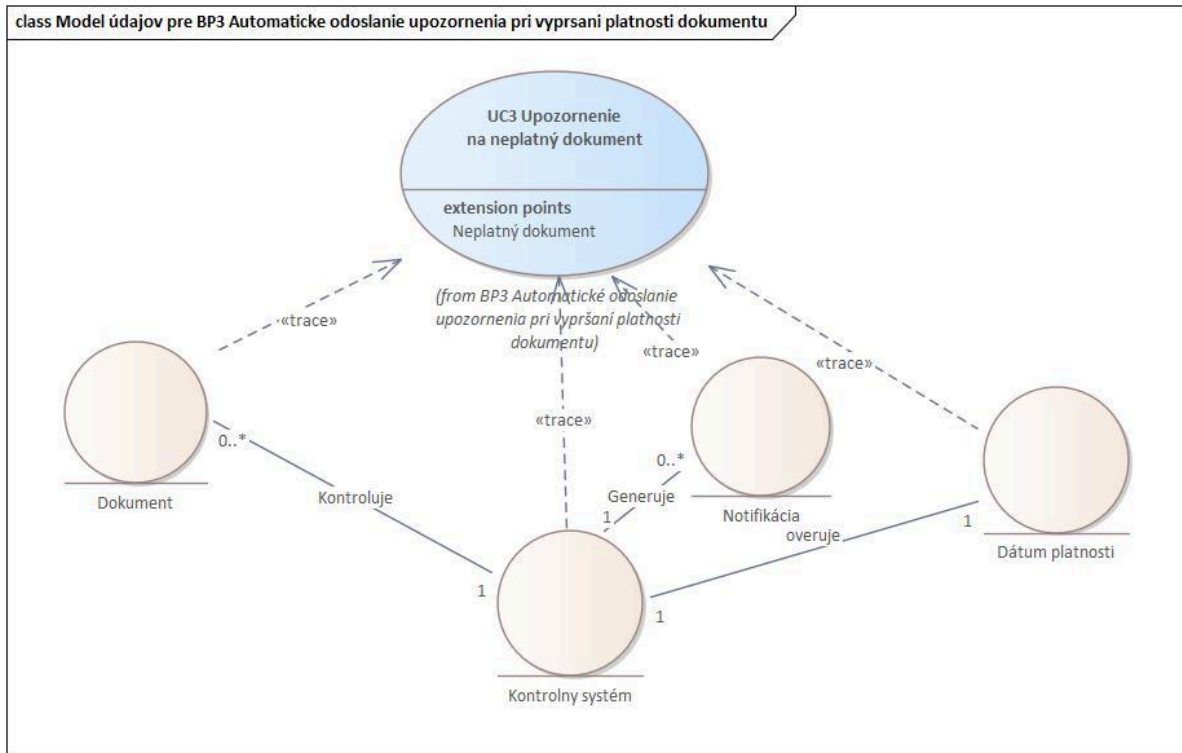 class Model údajov pre BP3 Automaticke odoslanie upozornenia pri vyprsani platnosti dokumentu
UC3 Upozornenie
na neplatný dokument
extension points
Neplatný dokument
(from BP3 Automatické odoslanie
upozornenia pri vypršaní platnosti
dokumentu)
«trace»
«trace»
«trace»
«trace»
0..*
Dokument
Kontroluje
1
0..*
Generuje
1
Notifikácia
overuje
1
1
Dátum platnosti
Kontrolny systém